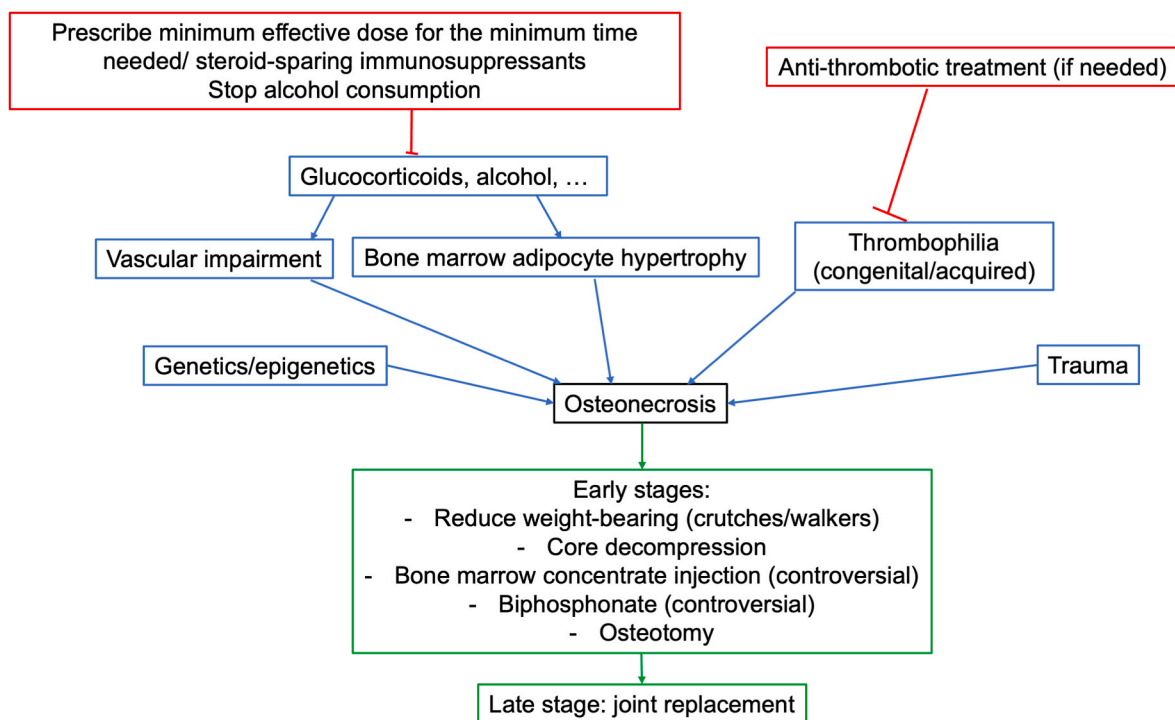 Prescribe minimum effective dose for the minimum time
needed/ steroid-sparing immunosuppressants
Stop alcohol consumption
Anti-thrombotic treatment (if needed)
Glucocorticoids, alcohol, …
Vascular impairment
Bone marrow adipocyte hypertrophy
Thrombophilia
(congenital/acquired)
Genetics/epigenetics
Trauma
Osteonecrosis
Early stages:
- Reduce weight-bearing (crutches/walkers)
- Core decompression
- Bone marrow concentrate injection (controversial)
- Biphosphonate (controversial)
- Osteotomy
Late stage: joint replacement